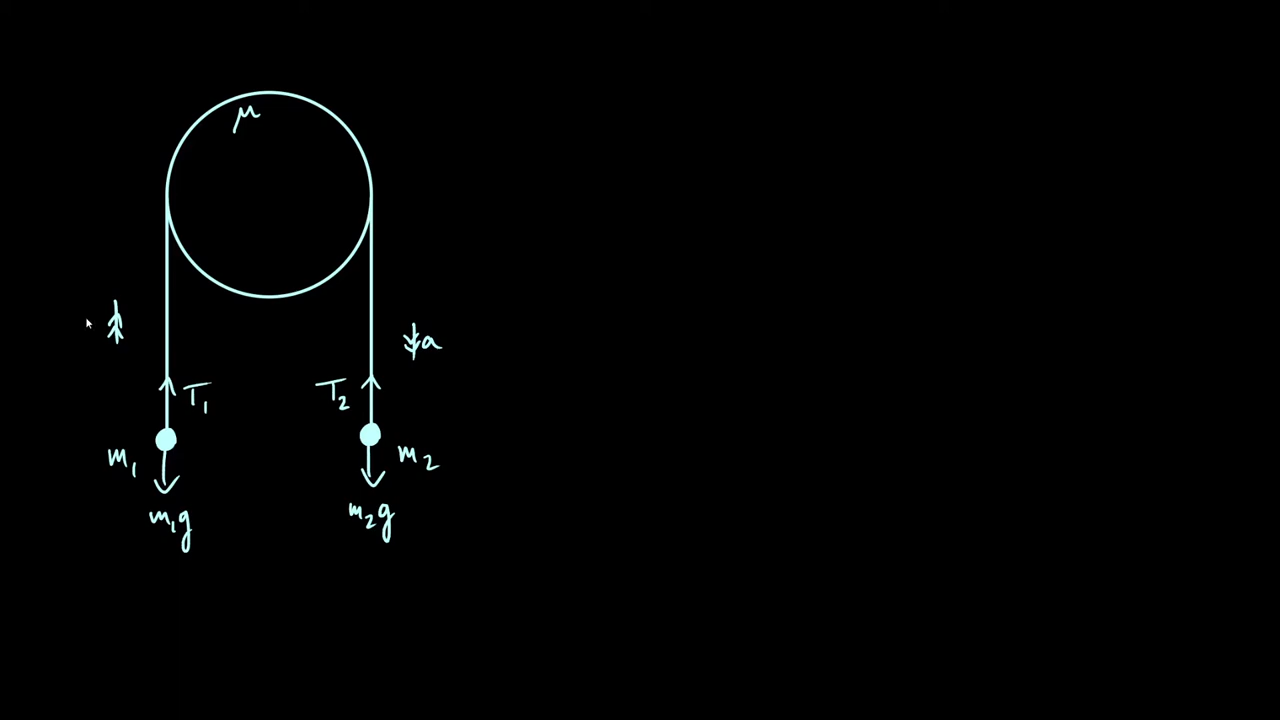 μ
a
T₁ T₂
m₁ m₂
m₁g m₂g